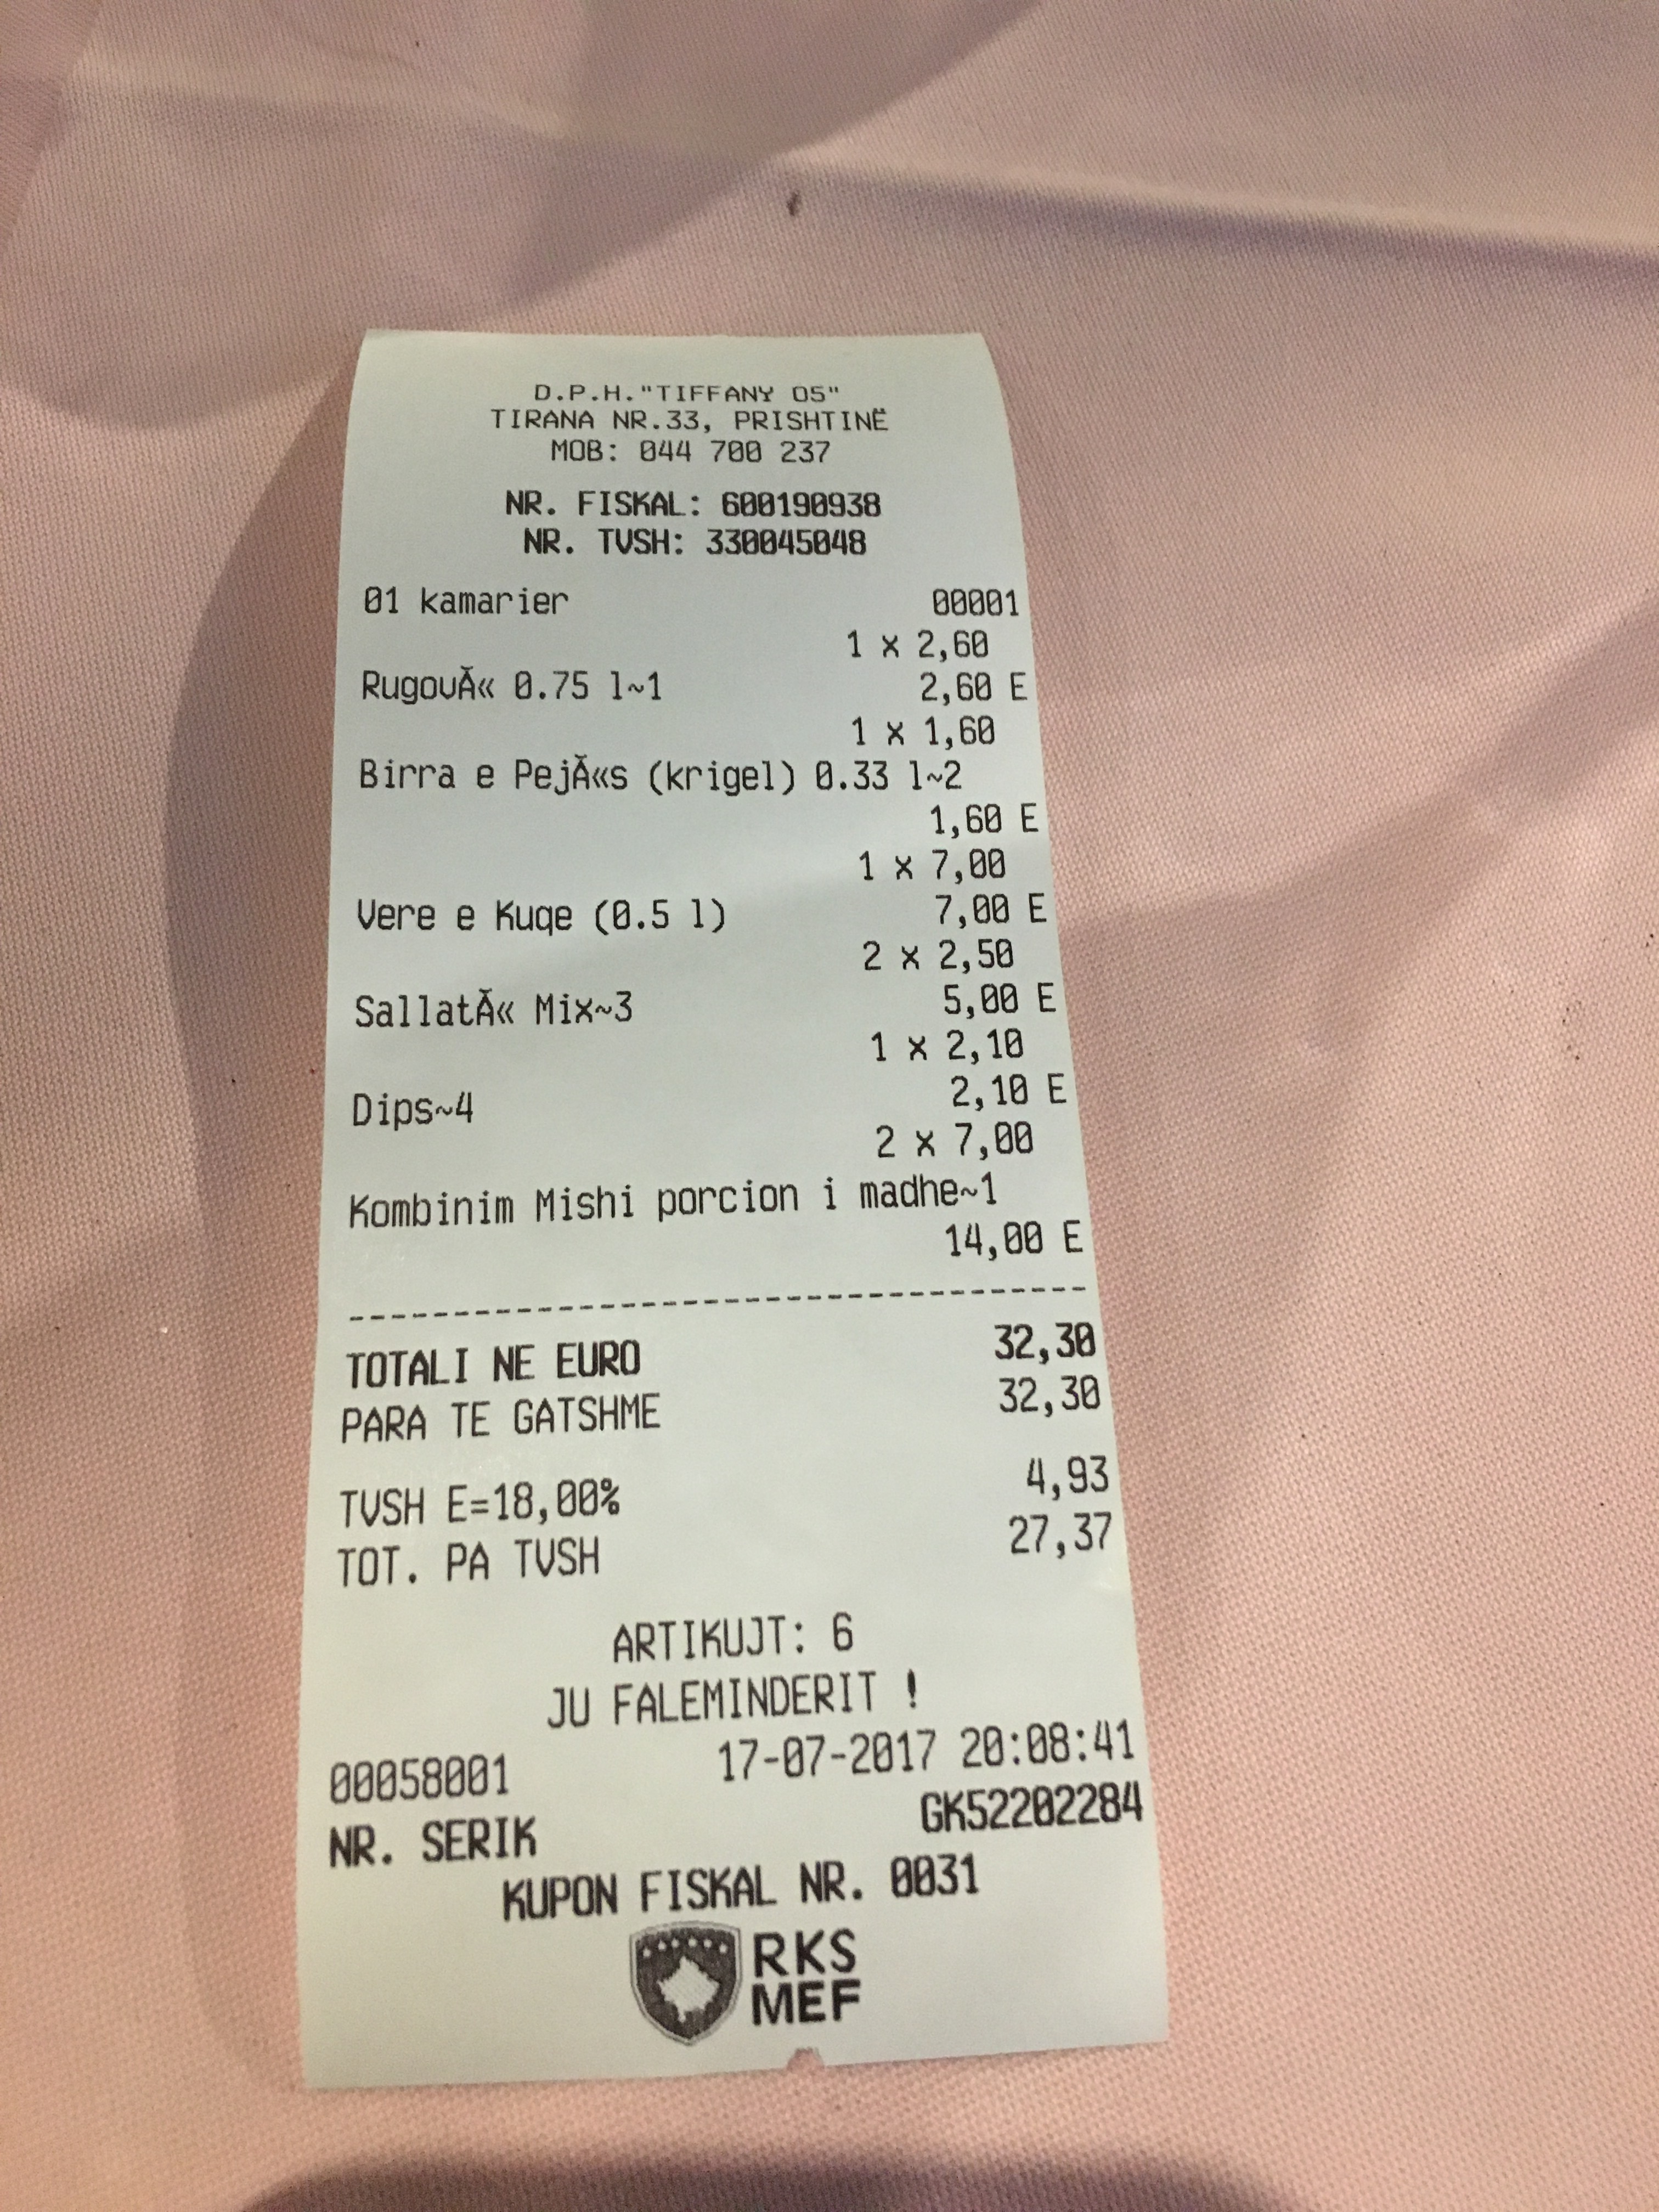 D.P.H."TIFFANY 05"
TIRANA NR.33, PRISHTINË
MOB: 044 700 237
NR. FISKAL: 600190938
NR. TVSH: 330045048
01 kamarier 00001
1 x 2,60
RugovĂ« 0.75 l~1 2,60 E
1 x 1,60
Birra e PejĂ«s (krigel) 0.33 l~2
1,60 E
1 x 7,00
Vere e Kuqe (0.5 l) 7,00 E
2 x 2,50
SallatĂ« Mix~3 5,00 E
1 x 2,10
Dips~4 2,10 E
2 x 7,00
Kombinim Mishi porcion i madhe~1
14,00 E
--------------------------------
TOTALI NE EURO 32,30
PARA TE GATSHME 32,30
TVSH E=18,00% 4,93
TOT. PA TVSH 27,37
ARTIKUJT: 6
JU FALEMINDERIT !
00058001 17-07-2017 20:08:41
NR. SERIK GK52202284
KUPON FISKAL NR. 0031
RKS
MEF